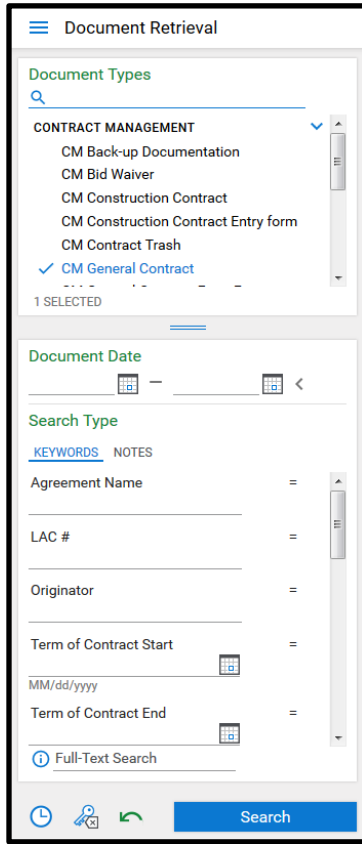 Document Retrieval
Document Types
CONTRACT MANAGEMENT
CM Back-up Documentation
CM Bid Waiver
CM Construction Contract
CM Construction Contract Entry form
CM Contract Trash
CM General Contract
1 SELECTED
Document Date
–
Search Type
KEYWORDS NOTES
Agreement Name =
LAC # =
Originator =
Term of Contract Start =
MM/dd/yyyy
Term of Contract End =
Full-Text Search
Search